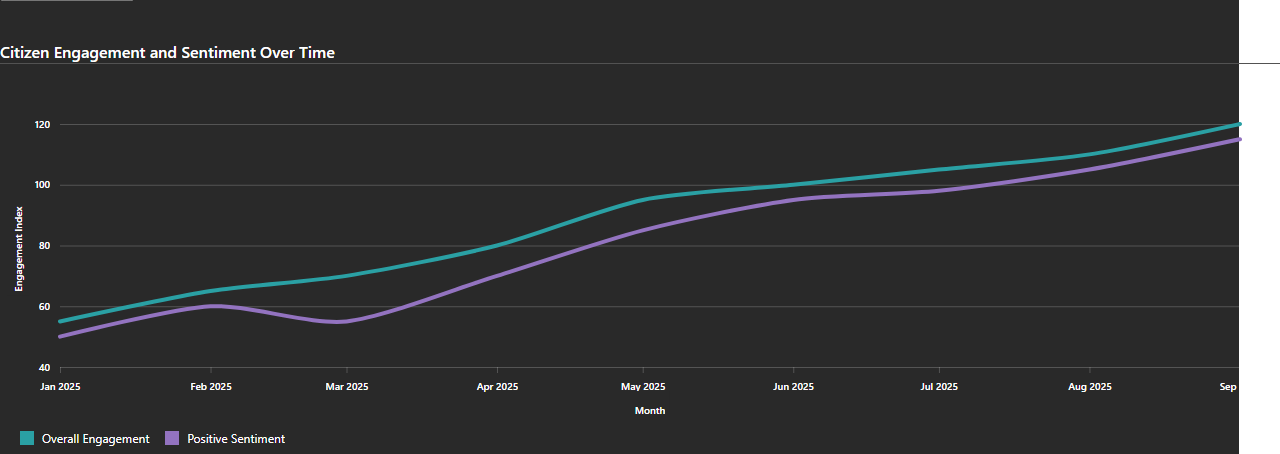 Citizen Engagement and Sentiment Over Time
120
100
80
60
40
Engagement Index
Jan 2025 Feb 2025 Mar 2025 Apr 2025 May 2025 Jun 2025 Jul 2025 Aug 2025 Sep
Month
Overall Engagement Positive Sentiment